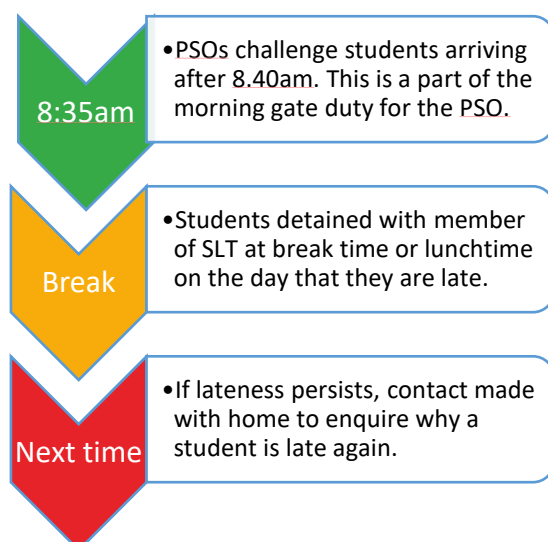 8:35am
•PSOs challenge students arriving
after 8.40am. This is a part of the
morning gate duty for the PSO.
Break
•Students detained with member
of SLT at break time or lunchtime
on the day that they are late.
Next time
•If lateness persists, contact made
with home to enquire why a
student is late again.